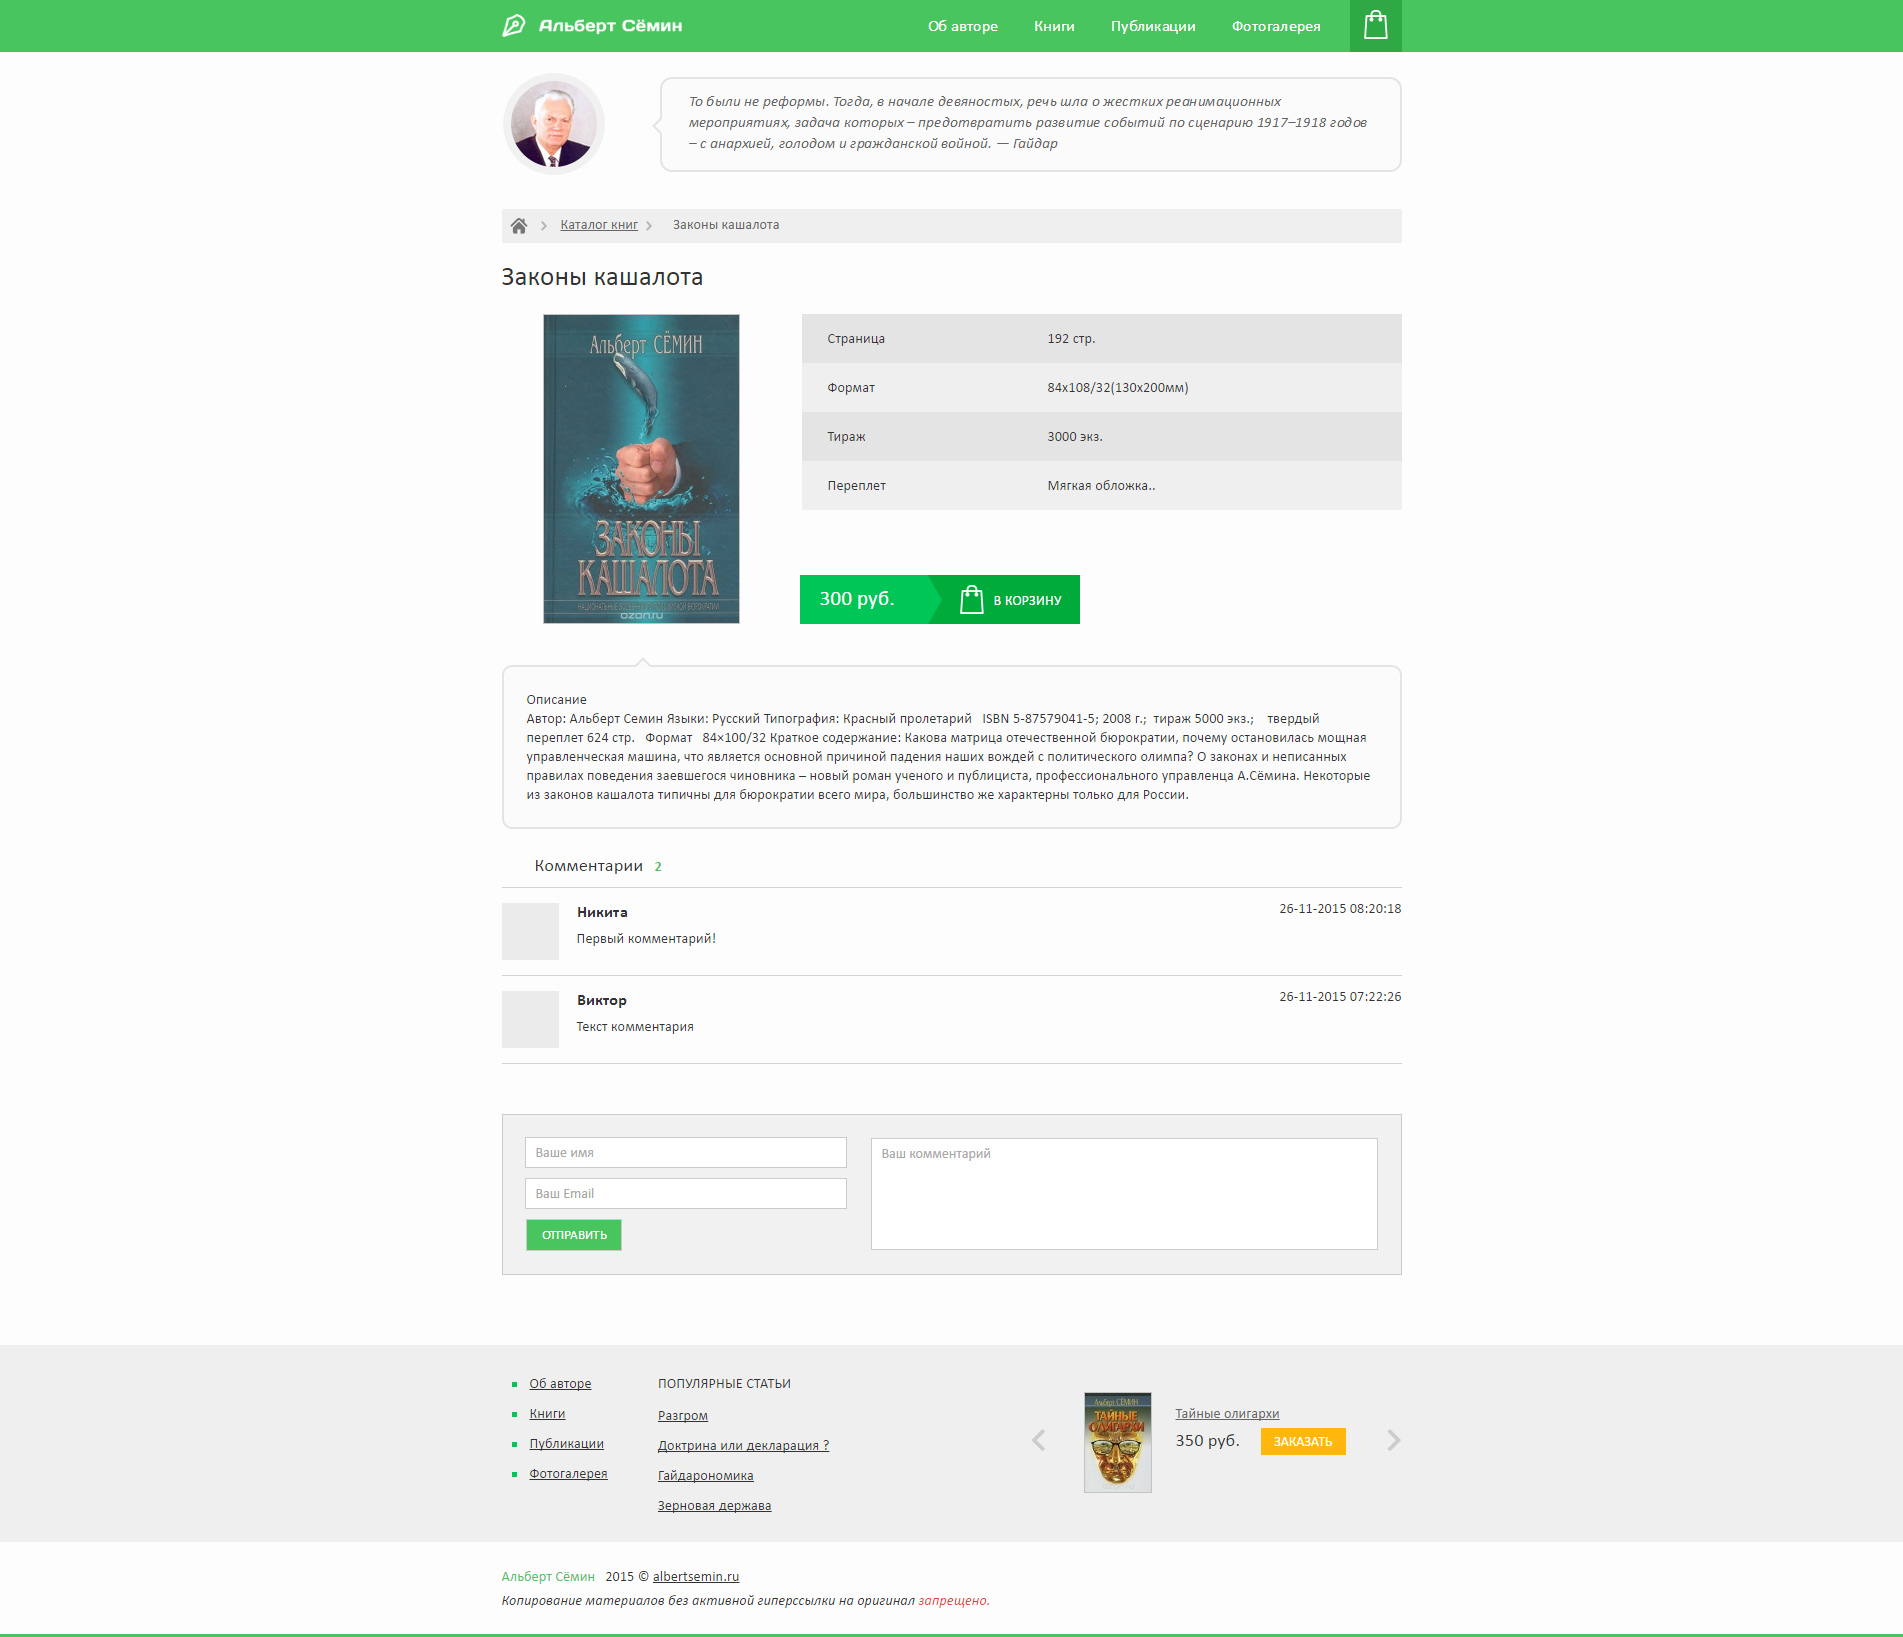 Альберт Сёмин
Об авторе
Книги
Публикации
Фотогалерея
То были не реформы. Тогда, в начале девяностых, речь шла о жестких реанимационных
мероприятиях, задача которых – предотвратить развитие событий по сценарию 1917–1918 годов
– с анархией, голодом и гражданской войной. — Гайдар
Каталог книг
Законы кашалота
Законы кашалота
Альберт СЁМИН
ЗАКОНЫ
КАШАЛОТА
ozon.ru
Страница 192 стр.
Формат 84x108/32(130x200мм)
Тираж 3000 экз.
Переплет Мягкая обложка..
300 руб. В КОРЗИНУ
Описание
Автор: Альберт Семин Языки: Русский Типография: Красный пролетарий ISBN 5-87579041-5; 2008 г.; тираж 5000 экз.; твердый
переплет 624 стр. Формат 84×100/32 Краткое содержание: Какова матрица отечественной бюрократии, почему остановилась мощная
управленческая машина, что является основной причиной падения наших вождей с политического олимпа? О законах и неписанных
правилах поведения заевшегося чиновника – новый роман ученого и публициста, профессионального управленца А.Сёмина. Некоторые
из законов кашалота типичны для бюрократии всего мира, большинство же характерны только для России.
Комментарии 2
Никита 26-11-2015 08:20:18
Первый комментарий!
Виктор 26-11-2015 07:22:26
Текст комментария
Ваше имя
Ваш Email
ОТПРАВИТЬ
Ваш комментарий
Об авторе
Книги
Публикации
Фотогалерея
ПОПУЛЯРНЫЕ СТАТЬИ
Разгром
Доктрина или декларация ?
Гайдарономика
Зерновая держава
Альберт СЁМИН
ТАЙНЫЕ
ОЛИГАРХИ
Тайные олигархи
350 руб. ЗАКАЗАТЬ
Альберт Сёмин 2015 © albertsemin.ru
Копирование материалов без активной гиперссылки на оригинал запрещено.